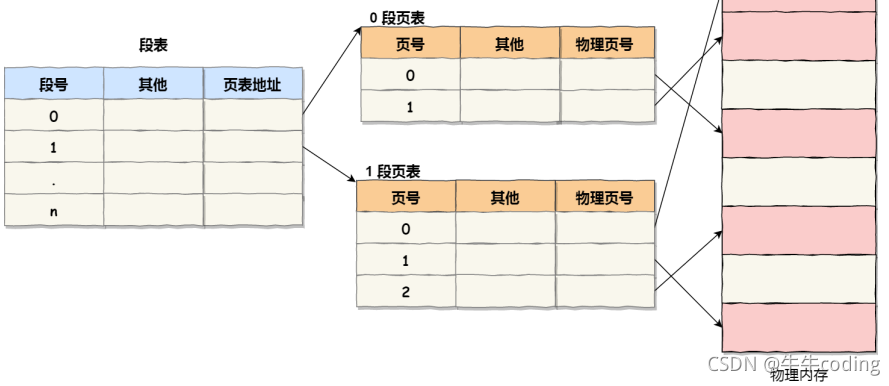 段表
段号 其他 页表地址
0
1
.
n
0 段页表
页号 其他 物理页号
0
1
1 段页表
页号 其他 物理页号
0
1
2
CSDN @牛牛coding
物理内存